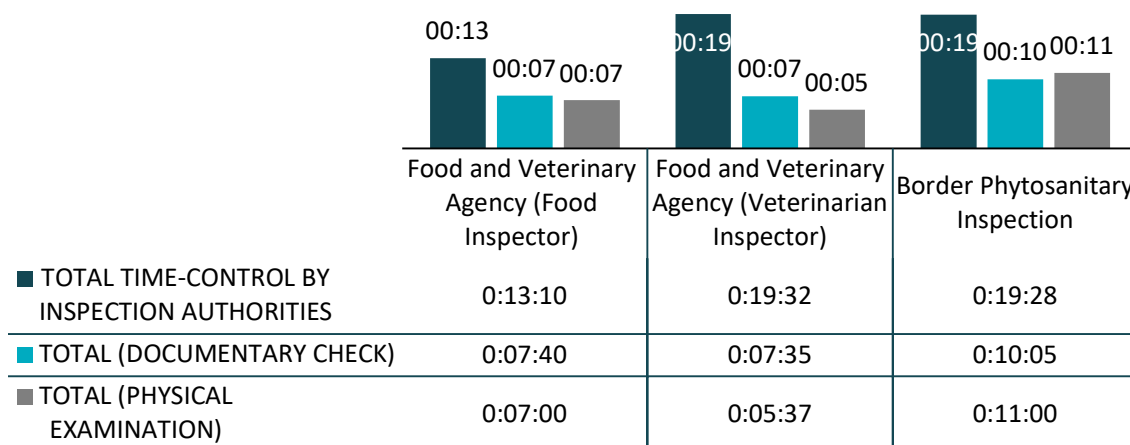 00:13
00:07
00:07
00:19
00:07
00:05
00:19
00:10
00:11
Food and Veterinary
Agency (Food
Inspector)
Food and Veterinary
Agency (Veterinarian
Inspector)
Border Phytosanitary
Inspection
TOTAL TIME-CONTROL BY
INSPECTION AUTHORITIES
0:13:10
0:19:32
0:19:28
TOTAL (DOCUMENTARY CHECK)
0:07:40
0:07:35
0:10:05
TOTAL (PHYSICAL
EXAMINATION)
0:07:00
0:05:37
0:11:00